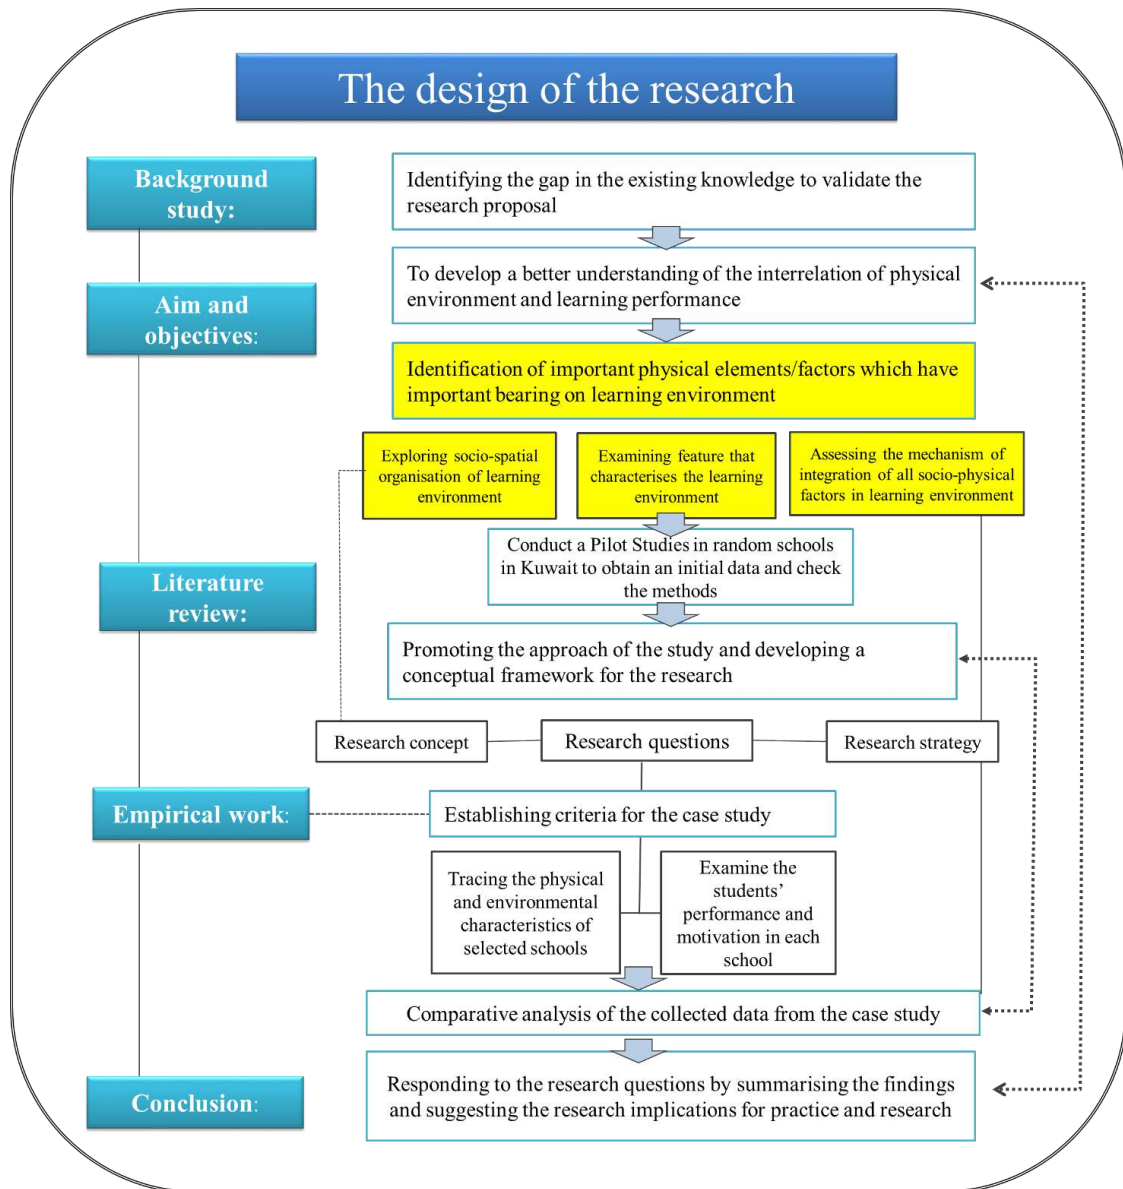 The design of the research
Background
study:
Identifying the gap in the existing knowledge to validate the
research proposal
To develop a better understanding of the interrelation of physical
environment and learning performance
Aim and
objectives:
Identification of important physical elements/factors which have
important bearing on learning environment
Exploring socio-spatial
organisation of learning
environment
Examining feature that
characterises the learning
environment
Assessing the mechanism of
integration of all socio-physical
factors in learning environment
Conduct a Pilot Studies in random schools
in Kuwait to obtain an initial data and check
the methods
Literature
review:
Promoting the approach of the study and developing a
conceptual framework for the research
Research concept
Research questions
Research strategy
Empirical work:
Establishing criteria for the case study
Tracing the physical
and environmental
characteristics of
selected schools
Examine the
students’
performance and
motivation in each
school
Comparative analysis of the collected data from the case study
Responding to the research questions by summarising the findings
and suggesting the research implications for practice and research
Conclusion: